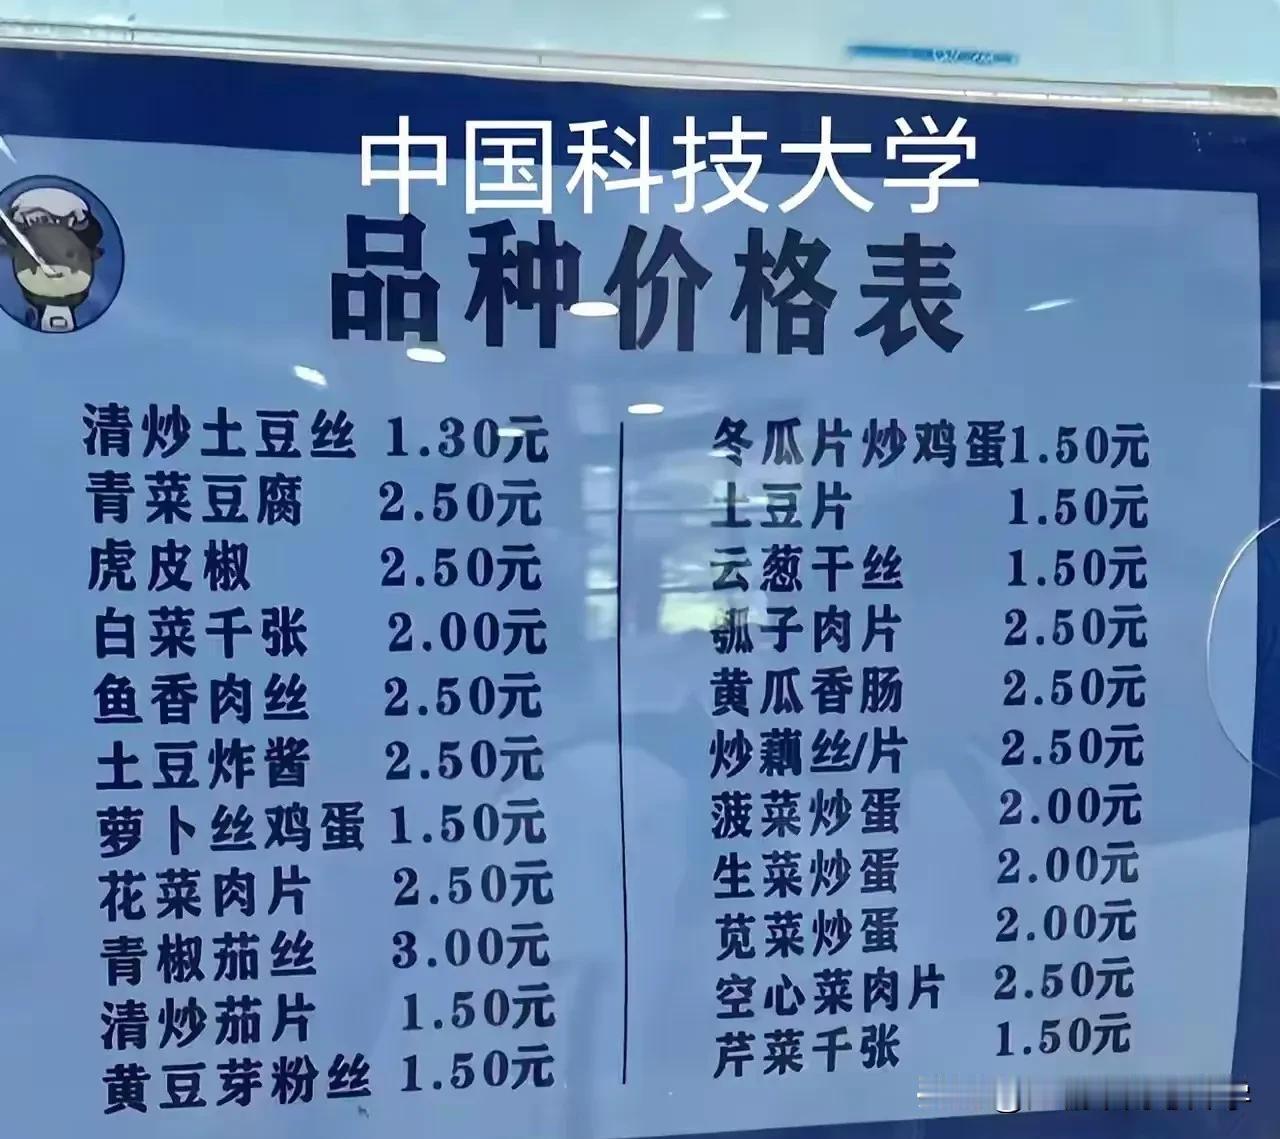 中国科技大学
品种价格表
清炒土豆丝 1.30元
青菜豆腐 2.50元
虎皮椒 2.50元
白菜千张 2.00元
鱼香肉丝 2.50元
土豆炸酱 2.50元
萝卜丝鸡蛋 1.50元
花菜肉片 2.50元
青椒茄丝 3.00元
清炒茄片 1.50元
黄豆芽粉丝 1.50元
冬瓜片炒鸡蛋 1.50元
土豆片 1.50元
云葱干丝 1.50元
瓠子肉片 2.50元
黄瓜香肠 2.50元
炒藕丝/片 2.50元
菠菜炒蛋 2.00元
生菜炒蛋 2.00元
苋菜炒蛋 2.00元
空心菜肉片 2.50元
芹菜千张 1.50元